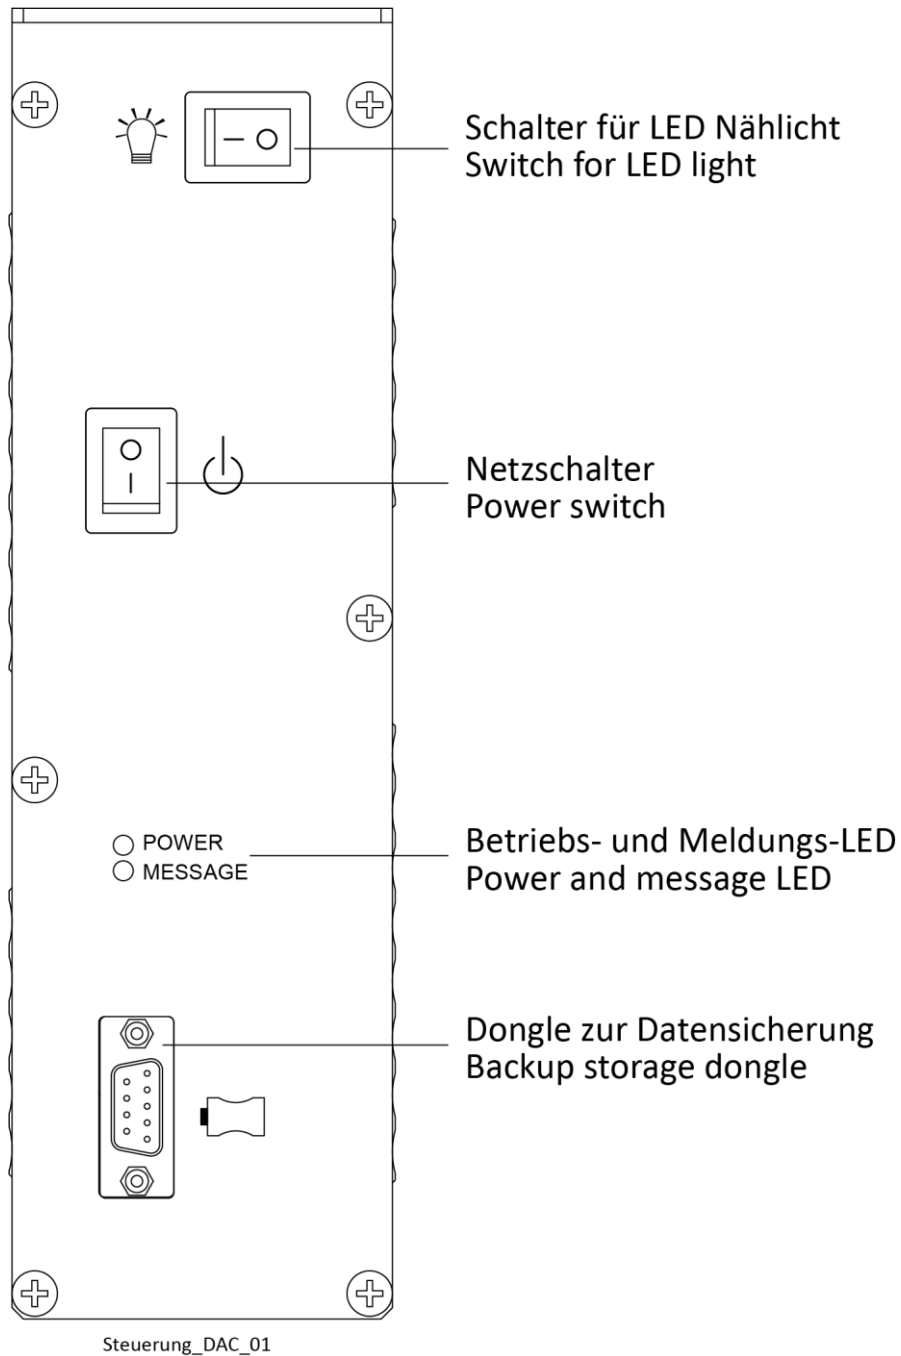 Schalter für LED Nählicht
Switch for LED light
Netzschalter
Power switch
POWER
MESSAGE
Betriebs- und Meldungs-LED
Power and message LED
Dongle zur Datensicherung
Backup storage dongle
Steuerung_DAC_01